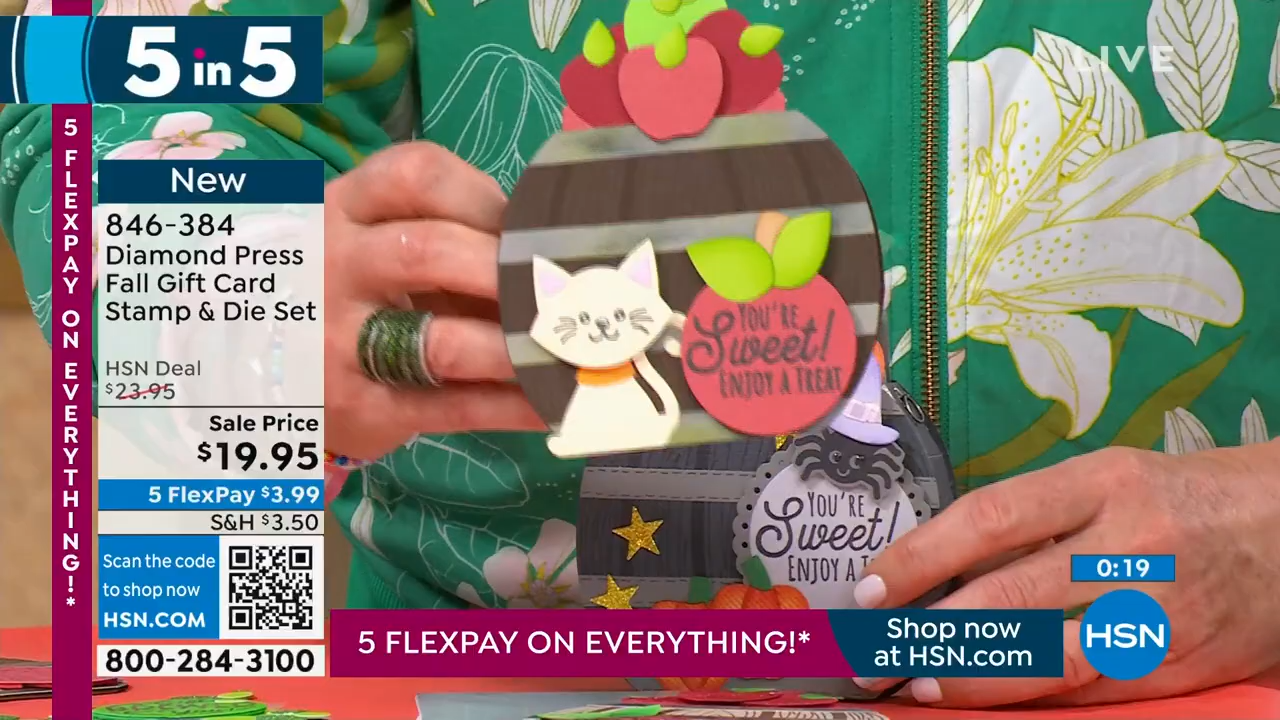 5 in 5
LIVE
5 FLEXPAY ON EVERYTHING!*
New
846-384
Diamond Press
Fall Gift Card
Stamp & Die Set
HSN Deal
$23.95
Sale Price
$19.95
5 FlexPay $3.99
S&H $3.50
Scan the code
to shop now
HSN.COM
800-284-3100
YOU'RE
Sweet!
ENJOY A TREAT
YOU'RE
Sweet!
ENJOY A
0:19
5 FLEXPAY ON EVERYTHING!*
Shop now
at HSN.com
HSN